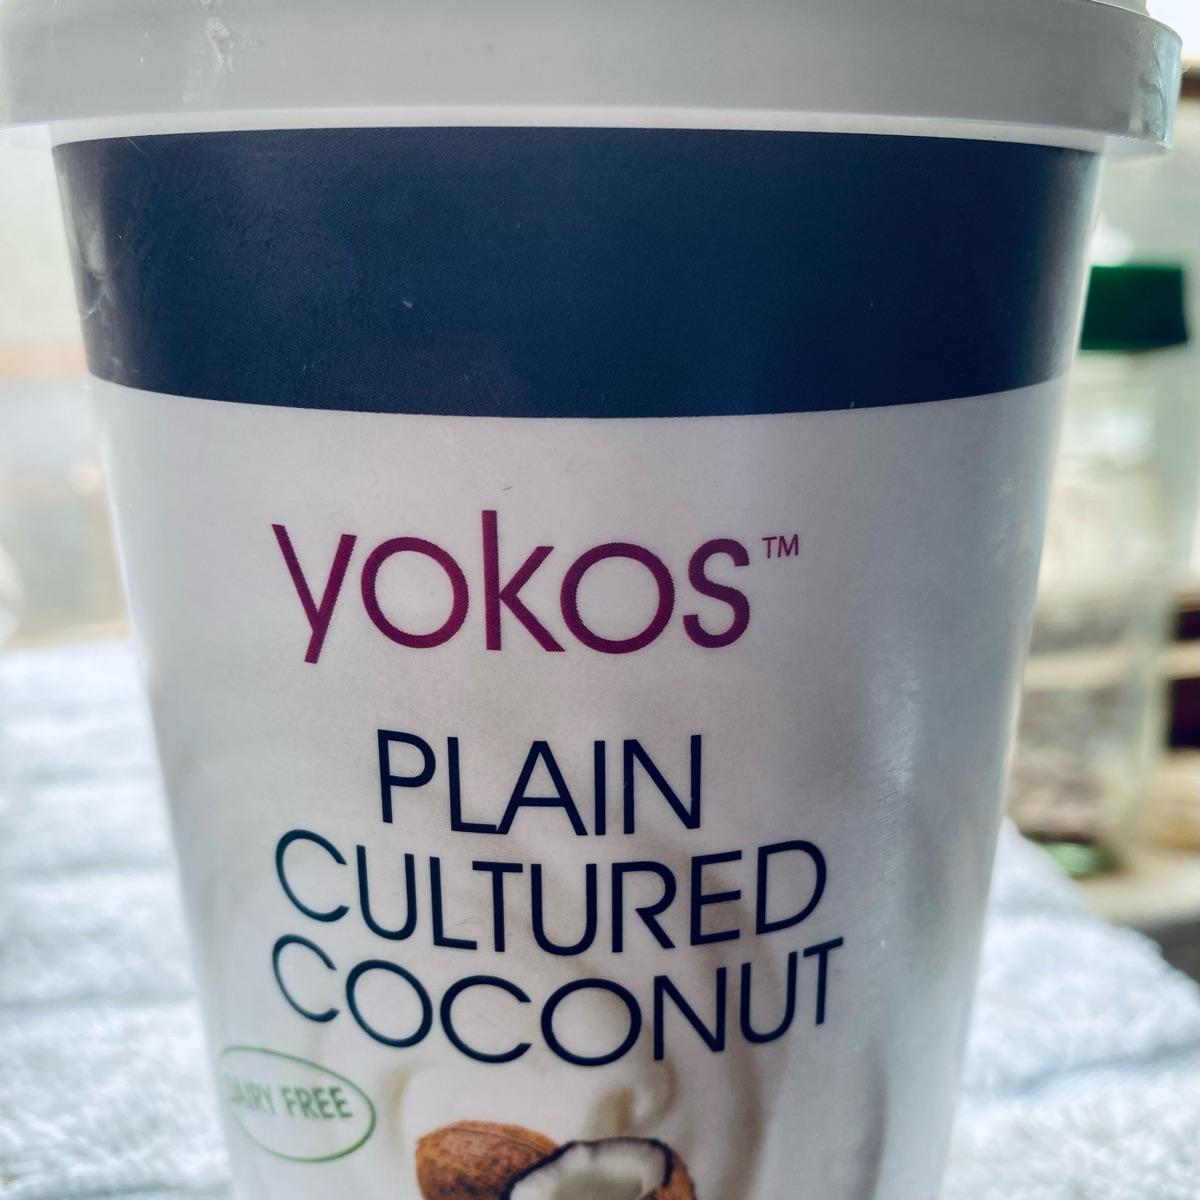 yokos™
PLAIN
CULTURED
COCONUT
DAIRY FREE